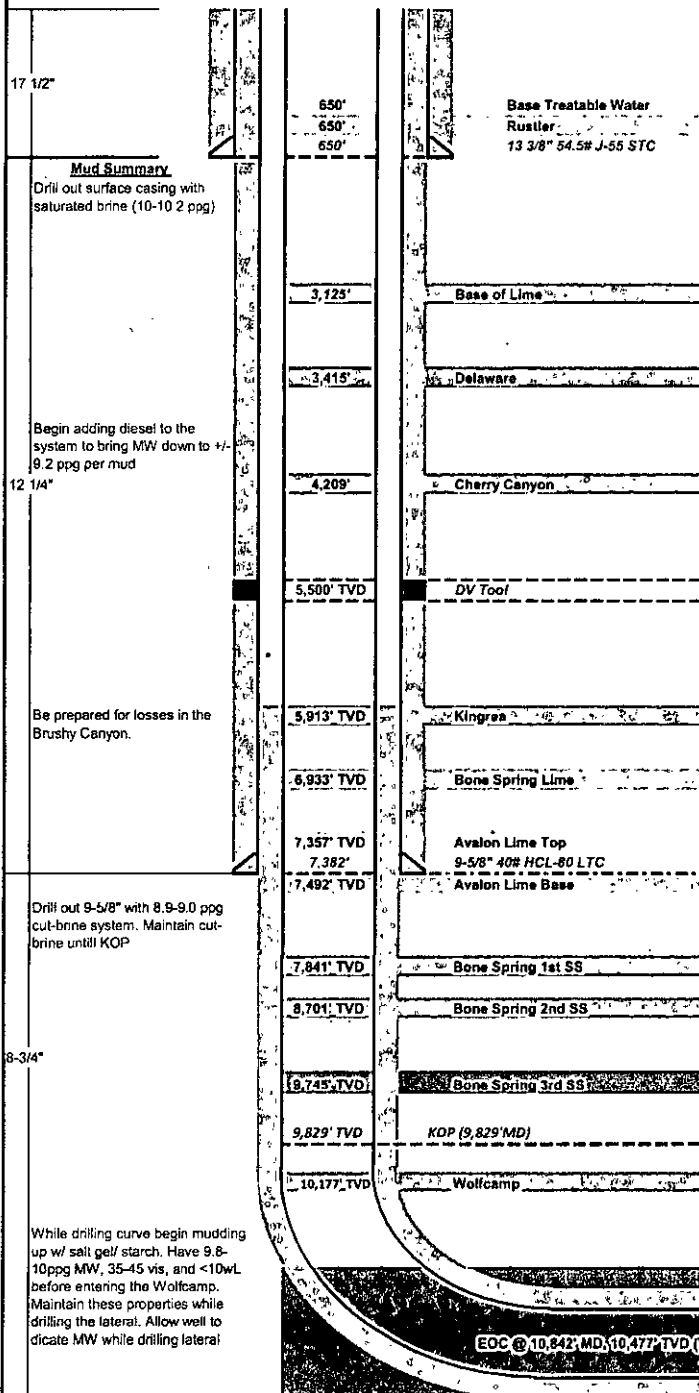 17 1/2"
650' Base Treatable Water
650' Rustler
650' 13 3/8" 54.5# J-55 STC
Mud Summary
Drill out surface casing with
saturated brine (10-10 2 ppg)
3,125' Base of Lime
3,415' Delaware
Begin adding diesel to the
system to bring MW down to +/-
9.2 ppg per mud
12 1/4"
4,209' Cherry Canyon
5,500' TVD DV Tool
Be prepared for losses in the
Brushy Canyon.
5,913' TVD Kingrea
6,933' TVD Bone Spring Lime
7,357' TVD Avalon Lime Top
7,382' 9-5/8" 40# HCL-80 LTC
7,492' TVD Avalon Lime Base
Drill out 9-5/8" with 8.9-9.0 ppg
cut-brine system. Maintain cut-
brine untill KOP
7,841' TVD Bone Spring 1st SS
8,701' TVD Bone Spring 2nd SS
8-3/4"
9,745' TVD Bone Spring 3rd SS
9,829' TVD KOP (9,829'MD)
10,177' TVD Wolfcamp
While drilling curve begin mudding
up w/ salt gel/ starch. Have 9.8-
10ppg MW, 35-45 vis, and <10wL
before entering the Wolfcamp.
Maintain these properties while
drilling the lateral. Allow well to
dicate MW while drilling lateral
EOC @ 10,842' MD, 10,477' TVD (